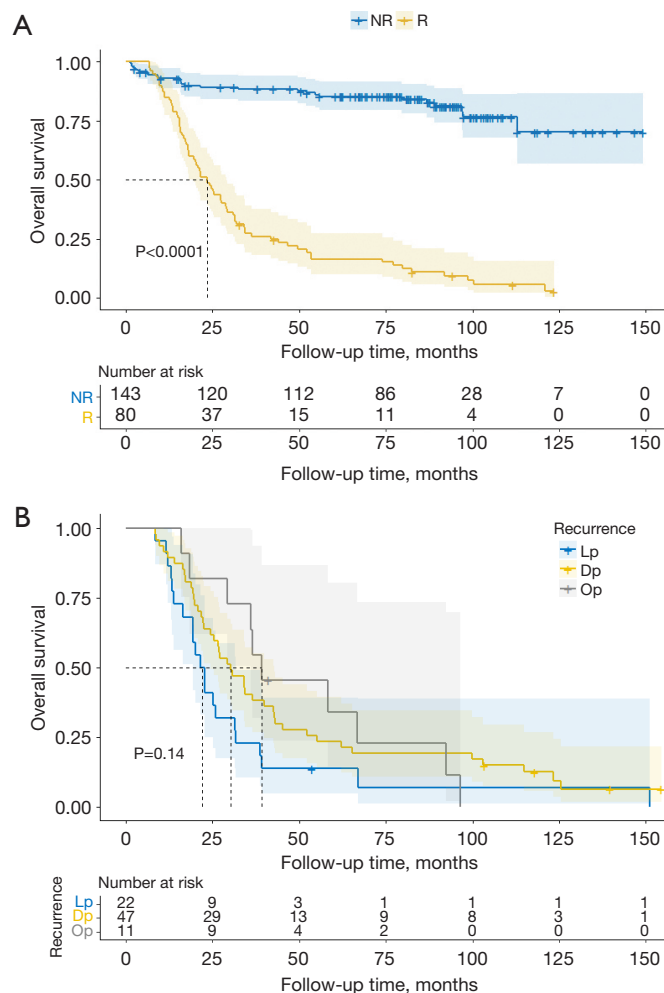 A
NR R
1.00
0.75
0.50
0.25
0.00
Overall survival
P<0.0001
0 25 50 75 100 125 150
Follow-up time, months
Number at risk
NR 143 120 112 86 28 7 0
R 80 37 15 11 4 0 0
0 25 50 75 100 125 150
Follow-up time, months
B
Recurrence
Lp
Dp
Op
1.00
0.75
0.50
0.25
0.00
Overall survival
P=0.14
0 25 50 75 100 125 150
Follow-up time, months
Number at risk
Recurrence
Lp 22 9 3 1 1 1 1
Dp 47 29 13 9 8 3 1
Op 11 9 4 2 0 0 0
0 25 50 75 100 125 150
Follow-up time, months